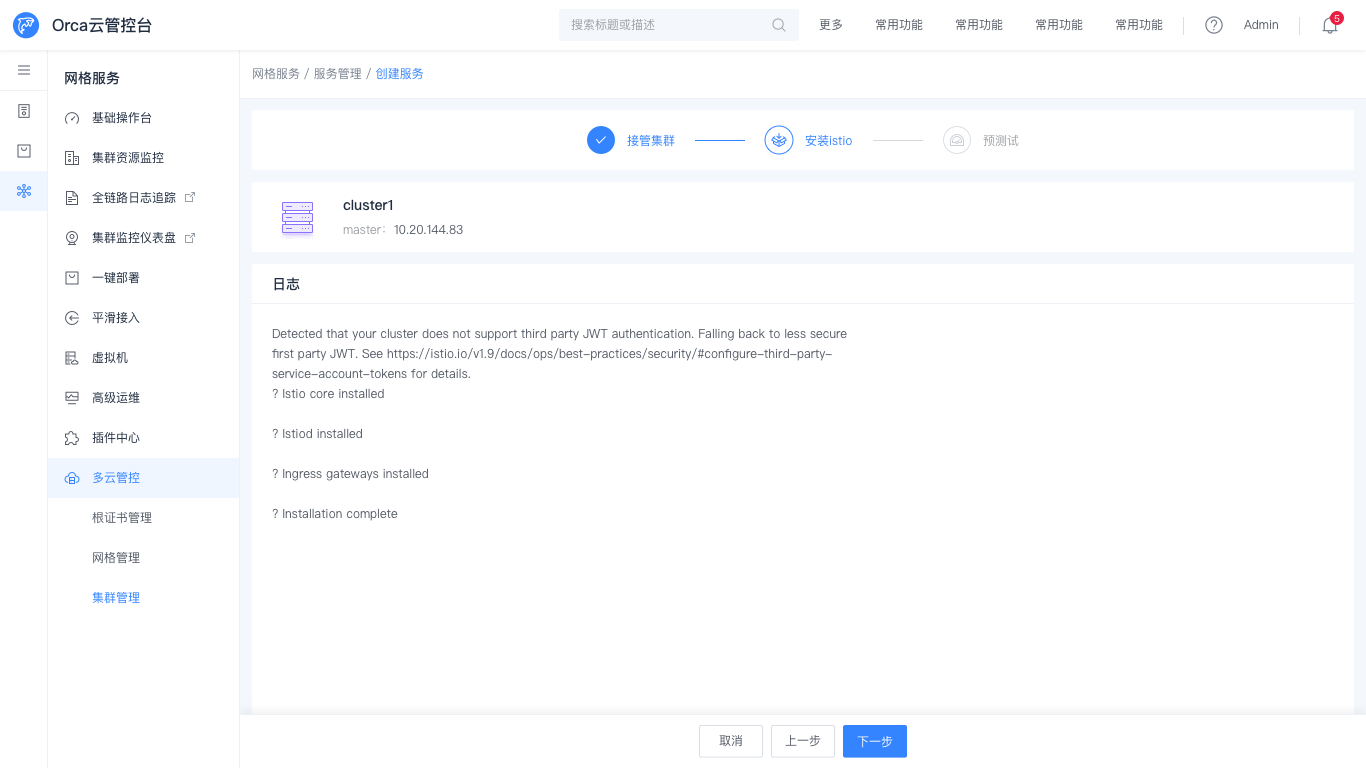 Orca云管控台
搜索标题或描述
更多
常用功能
常用功能
常用功能
常用功能
Admin
5
网格服务
基础操作台
集群资源监控
全链路日志追踪
集群监控仪表盘
一键部署
平滑接入
虚拟机
高级运维
插件中心
多云管控
根证书管理
网格管理
集群管理
网格服务 / 服务管理 / 创建服务
接管集群
安装istio
预测试
cluster1
master： 10.20.144.83
日志
Detected that your cluster does not support third party JWT authentication. Falling back to less secure
first party JWT. See https://istio.io/v1.9/docs/ops/best-practices/security/#configure-third-party-
service-account-tokens for details.
? Istio core installed
? Istiod installed
? Ingress gateways installed
? Installation complete
取消
上一步
下一步